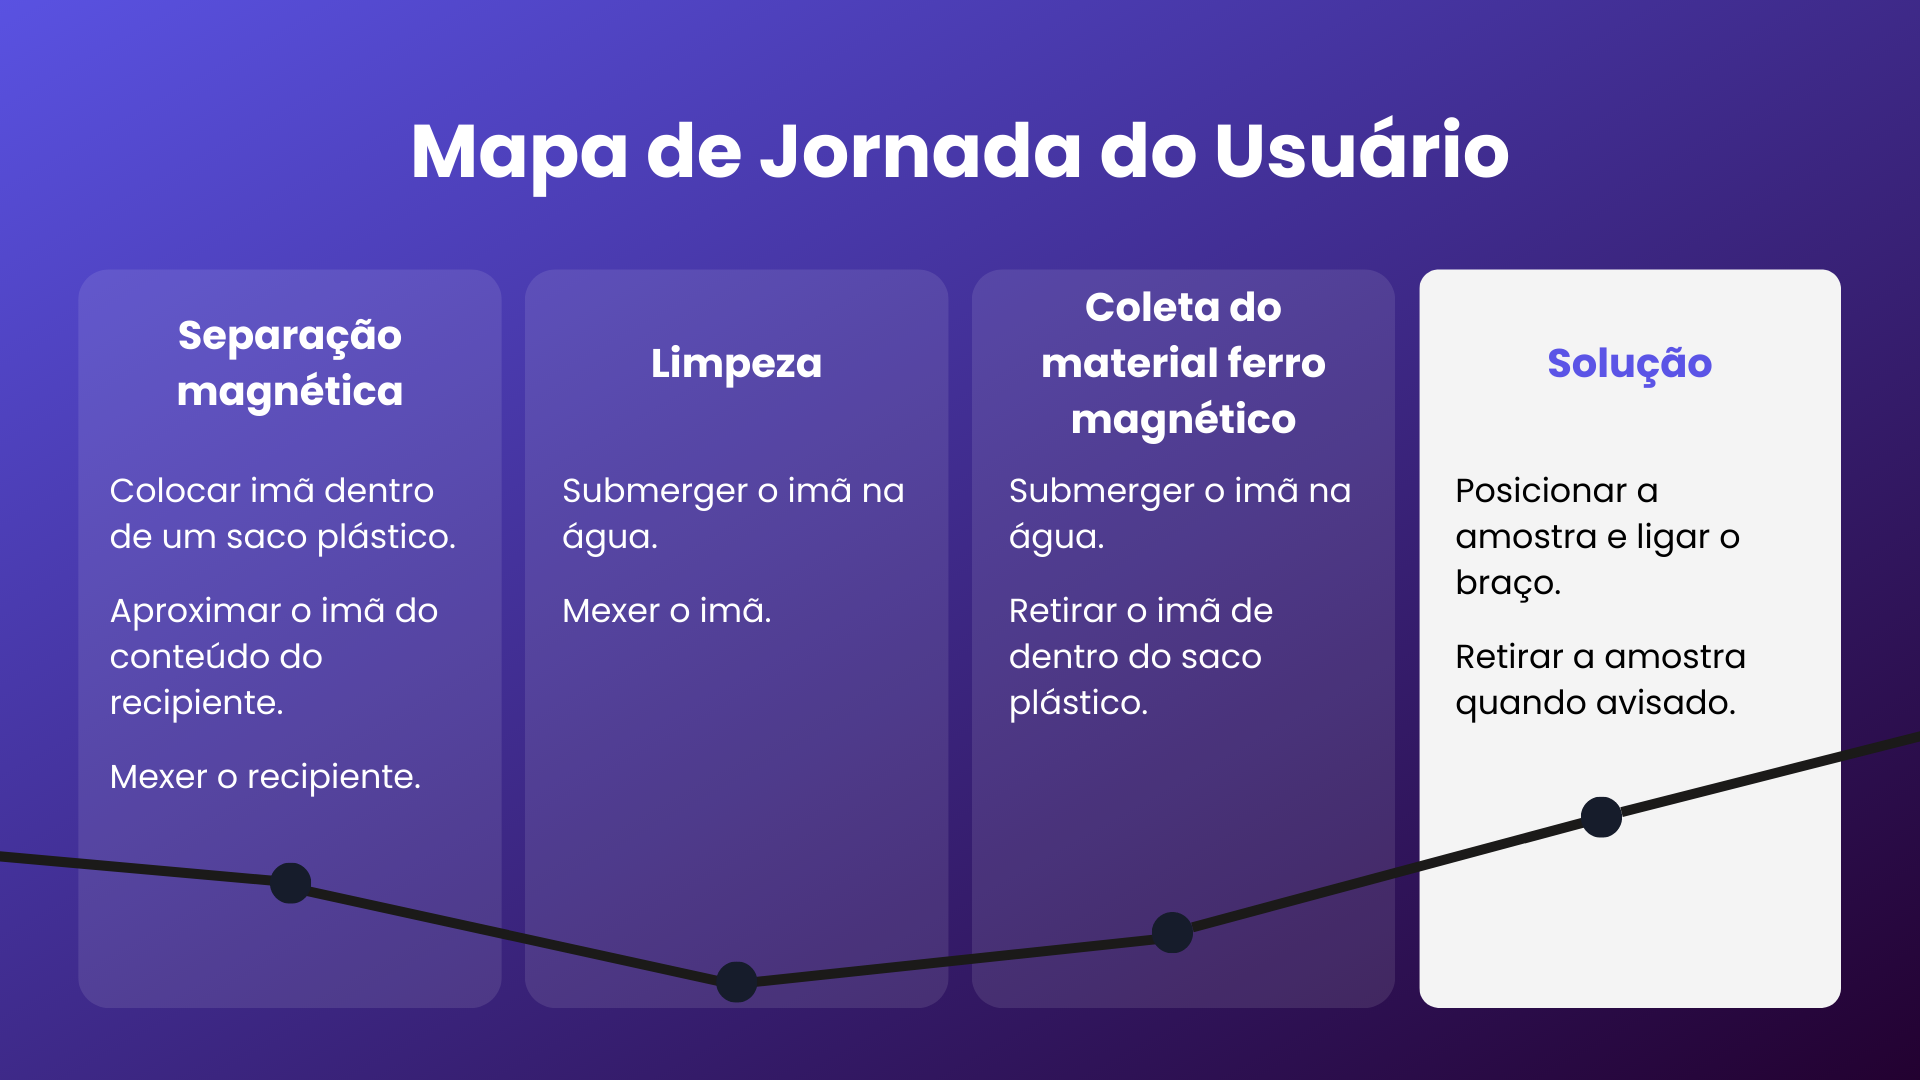 Mapa de Jornada do Usuário
Separação
magnética
Colocar imã dentro
de um saco plástico.
Aproximar o imã do
conteúdo do
recipiente.
Mexer o recipiente.
Limpeza
Submerger o imã na
água.
Mexer o imã.
Coleta do
material ferro
magnético
Submerger o imã na
água.
Retirar o imã de
dentro do saco
plástico.
Solução
Posicionar a
amostra e ligar o
braço.
Retirar a amostra
quando avisado.